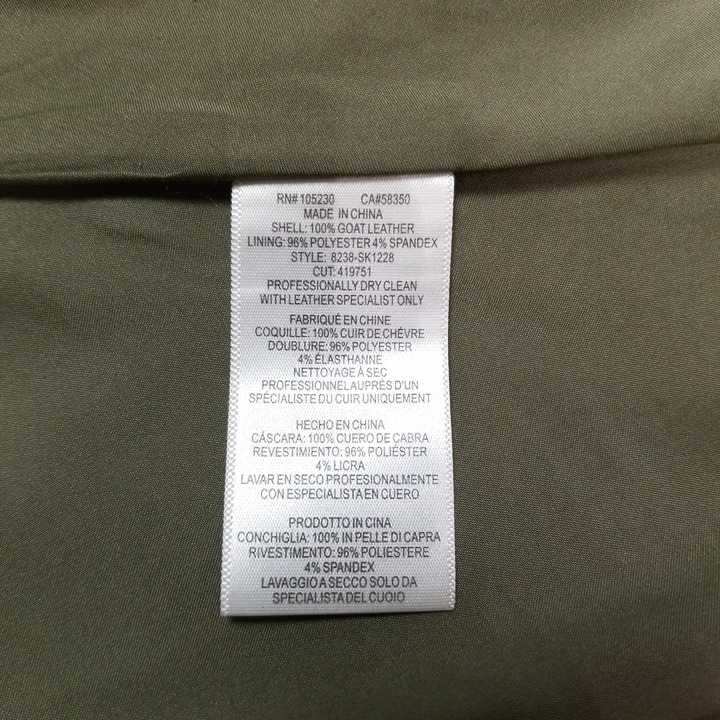 RN# 105230 CA#58350
MADE IN CHINA
SHELL: 100% GOAT LEATHER
LINING: 96% POLYESTER 4% SPANDEX
STYLE: 8238-SK1228
CUT: 419751
PROFESSIONALLY DRY CLEAN
WITH LEATHER SPECIALIST ONLY
FABRIQUÉ EN CHINE
COQUILLE: 100% CUIR DE CHÉVRE
DOUBLURE: 96% POLYESTER
4% ÉLASTHANNE
NETTOYAGE À SEC
PROFESSIONNEL AUPRÉS D'UN
SPÉCIALISTE DU CUIR UNIQUEMENT
HECHO EN CHINA
CÁSCARA: 100% CUERO DE CABRA
REVESTIMIENTO: 96% POLIÉSTER
4% LICRA
LAVAR EN SECO PROFESIONALMENTE
CON ESPECIALISTA EN CUERO
PRODOTTO IN CINA
CONCHIGLIA: 100% IN PELLE DI CAPRA
RIVESTIMENTO: 96% POLIESTERE
4% SPANDEX
LAVAGGIO A SECCO SOLO DA
SPECIALISTA DEL CUOIO